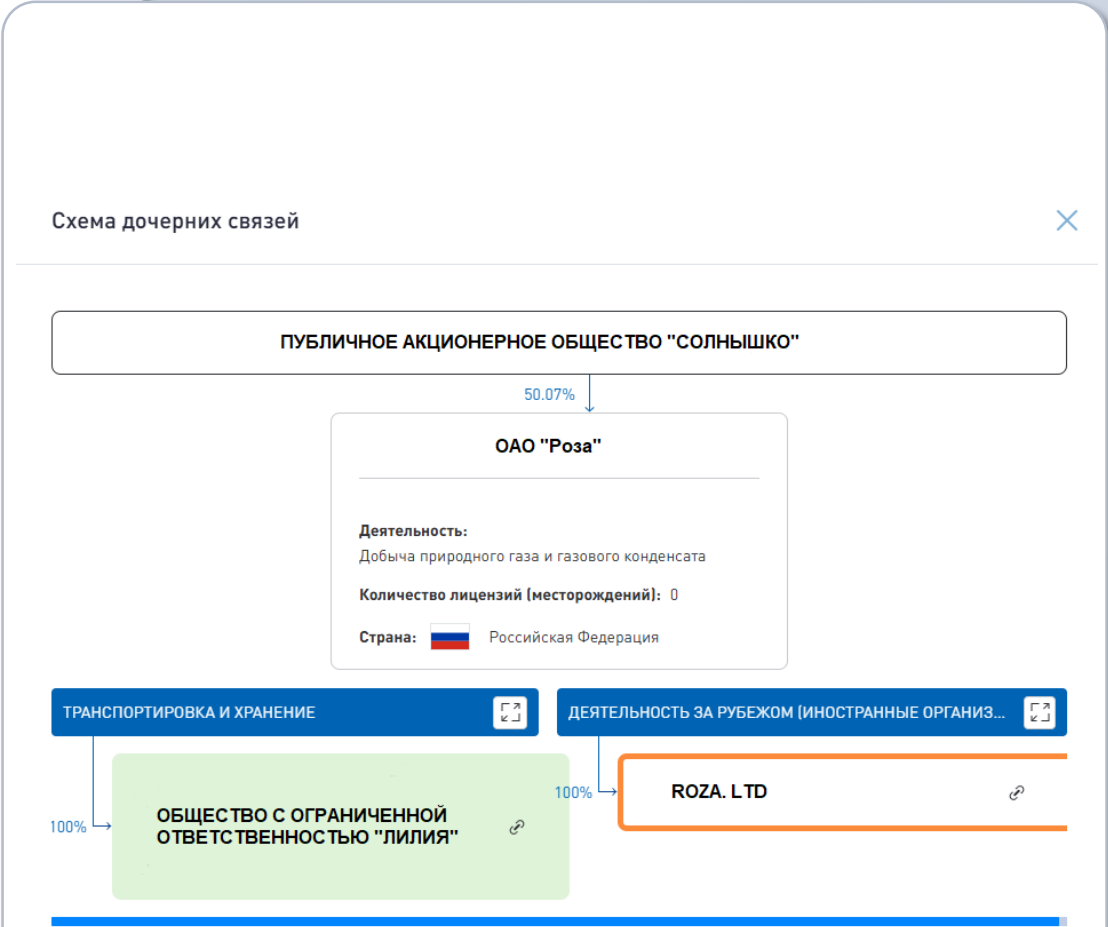 Схема дочерних связей
ПУБЛИЧНОЕ АКЦИОНЕРНОЕ ОБЩЕСТВО "СОЛНЫШКО"
50.07%
ОАО "Роза"
Деятельность:
Добыча природного газа и газового конденсата
Количество лицензий (месторождений): 0
Страна: Российская Федерация
ТРАНСПОРТИРОВКА И ХРАНЕНИЕ
100%
ОБЩЕСТВО С ОГРАНИЧЕННОЙ
ОТВЕТСТВЕННОСТЬЮ "ЛИЛИЯ"
ДЕЯТЕЛЬНОСТЬ ЗА РУБЕЖОМ (ИНОСТРАННЫЕ ОРГАНИЗ...
100%
ROZA. LTD